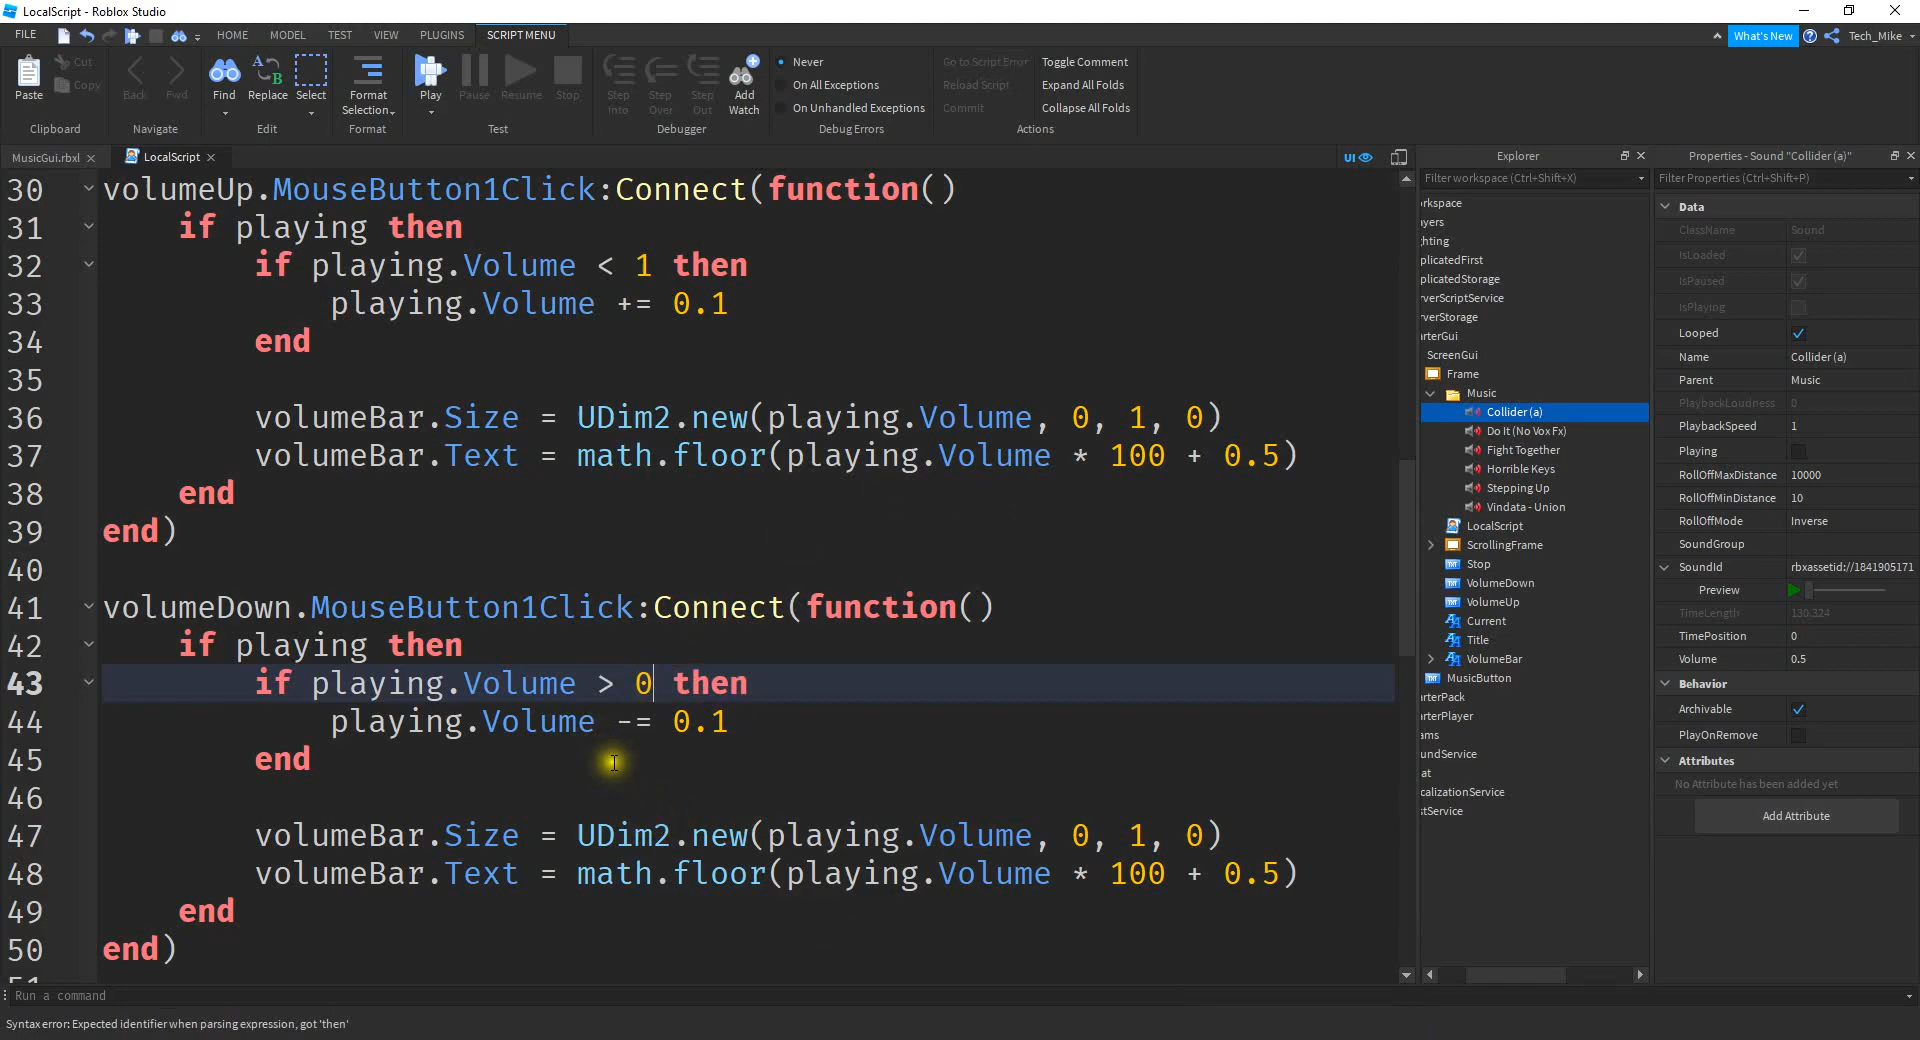 LocalScript - Roblox Studio
FILE HOME MODEL TEST VIEW PLUGINS SCRIPT MENU What's New Tech_Mike
Paste Cut Copy
Back Fwd
Find Replace Select
Format Selection
Play Pause Resume Stop
Step Into Step Over Step Out Add Watch
Never
On All Exceptions
On Unhandled Exceptions
Go to Script Error
Reload Script
Commit
Toggle Comment
Expand All Folds
Collapse All Folds
Clipboard Navigate Edit Format Test Debugger Debug Errors Actions
MusicGui.rbxl LocalScript UI
30 volumeUp.MouseButton1Click:Connect(function()
31 if playing then
32 if playing.Volume < 1 then
33 playing.Volume += 0.1
34 end
35
36 volumeBar.Size = UDim2.new(playing.Volume, 0, 1, 0)
37 volumeBar.Text = math.floor(playing.Volume * 100 + 0.5)
38 end
39 end)
40
41 volumeDown.MouseButton1Click:Connect(function()
42 if playing then
43 if playing.Volume > 0 then
44 playing.Volume -= 0.1
45 end
46
47 volumeBar.Size = UDim2.new(playing.Volume, 0, 1, 0)
48 volumeBar.Text = math.floor(playing.Volume * 100 + 0.5)
49 end
50 end)
Explorer
Filter workspace (Ctrl+Shift+X)
rkspace
yers
hting
plicatedFirst
plicatedStorage
rverScriptService
rverStorage
rterGui
ScreenGui
Frame
Music
Collider (a)
Do It (No Vox Fx)
Fight Together
Horrible Keys
Stepping Up
Vindata - Union
LocalScript
ScrollingFrame
Stop
VolumeDown
VolumeUp
Current
Title
VolumeBar
MusicButton
rterPack
rterPlayer
ams
undService
at
calizationService
stService
Properties - Sound "Collider (a)"
Filter Properties (Ctrl+Shift+P)
Data
ClassName Sound
IsLoaded
IsPaused
IsPlaying
Looped
Name Collider (a)
Parent Music
PlaybackLoudness 0
PlaybackSpeed 1
Playing
RollOffMaxDistance 10000
RollOffMinDistance 10
RollOffMode Inverse
SoundGroup
SoundId rbxassetid://1841905171
Preview
TimeLength 130.324
TimePosition 0
Volume 0.5
Behavior
Archivable
PlayOnRemove
Attributes
No Attribute has been added yet
Add Attribute
Run a command
Syntax error: Expected identifier when parsing expression, got 'then'